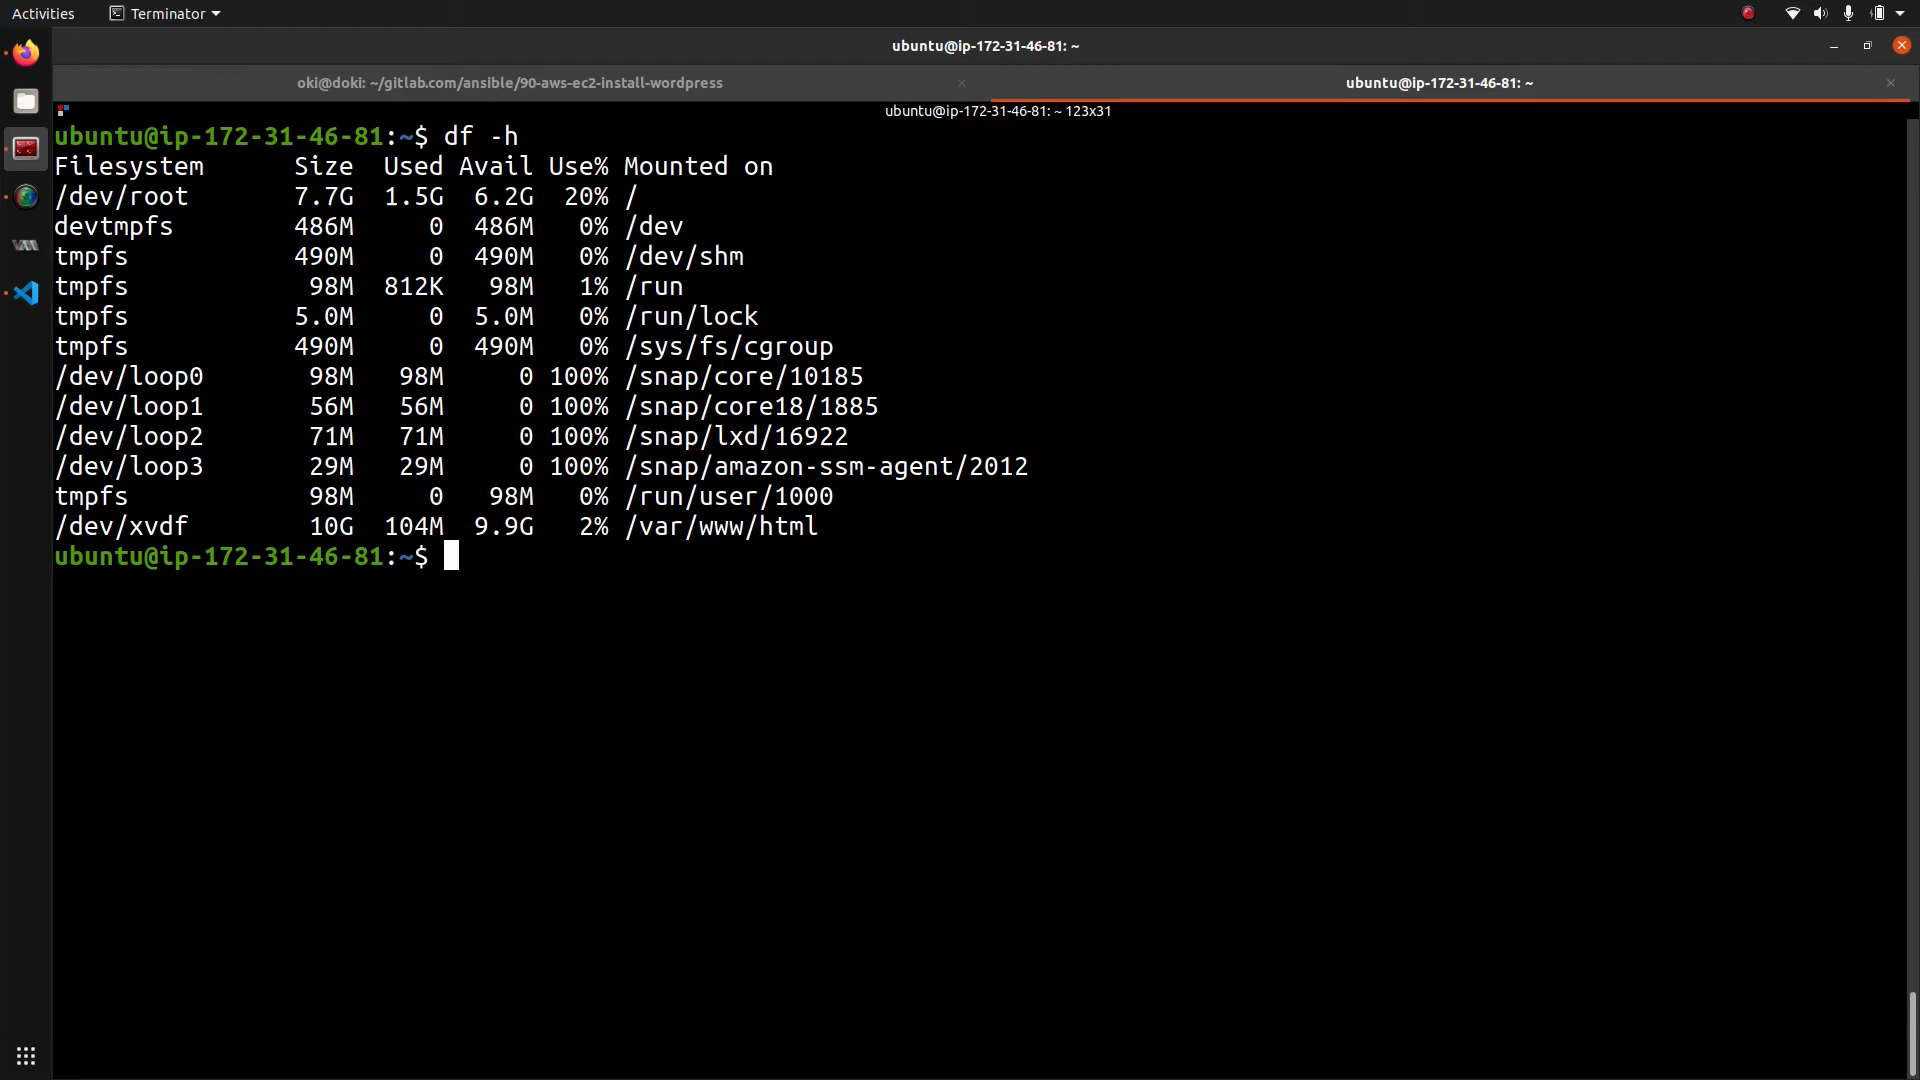 Activities Terminator
ubuntu@ip-172-31-46-81: ~
oki@doki: ~/gitlab.com/ansible/90-aws-ec2-install-wordpress ubuntu@ip-172-31-46-81: ~
ubuntu@ip-172-31-46-81: ~ 123x31
ubuntu@ip-172-31-46-81:~$ df -h
Filesystem      Size  Used Avail Use% Mounted on
/dev/root       7.7G  1.5G  6.2G  20% /
devtmpfs        486M     0  486M   0% /dev
tmpfs           490M     0  490M   0% /dev/shm
tmpfs            98M  812K   98M   1% /run
tmpfs           5.0M     0  5.0M   0% /run/lock
tmpfs           490M     0  490M   0% /sys/fs/cgroup
/dev/loop0       98M   98M     0 100% /snap/core/10185
/dev/loop1       56M   56M     0 100% /snap/core18/1885
/dev/loop2       71M   71M     0 100% /snap/lxd/16922
/dev/loop3       29M   29M     0 100% /snap/amazon-ssm-agent/2012
tmpfs            98M     0   98M   0% /run/user/1000
/dev/xvdf        10G  104M  9.9G   2% /var/www/html
ubuntu@ip-172-31-46-81:~$